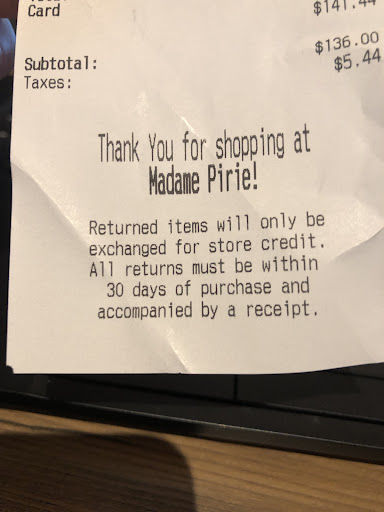 Card
$141.44
$136.00
Subtotal:
$5.44
Taxes:
Thank You for shopping at
Madame Pirie!
Returned items will only be
exchanged for store credit.
All returns must be within
30 days of purchase and
accompanied by a receipt.